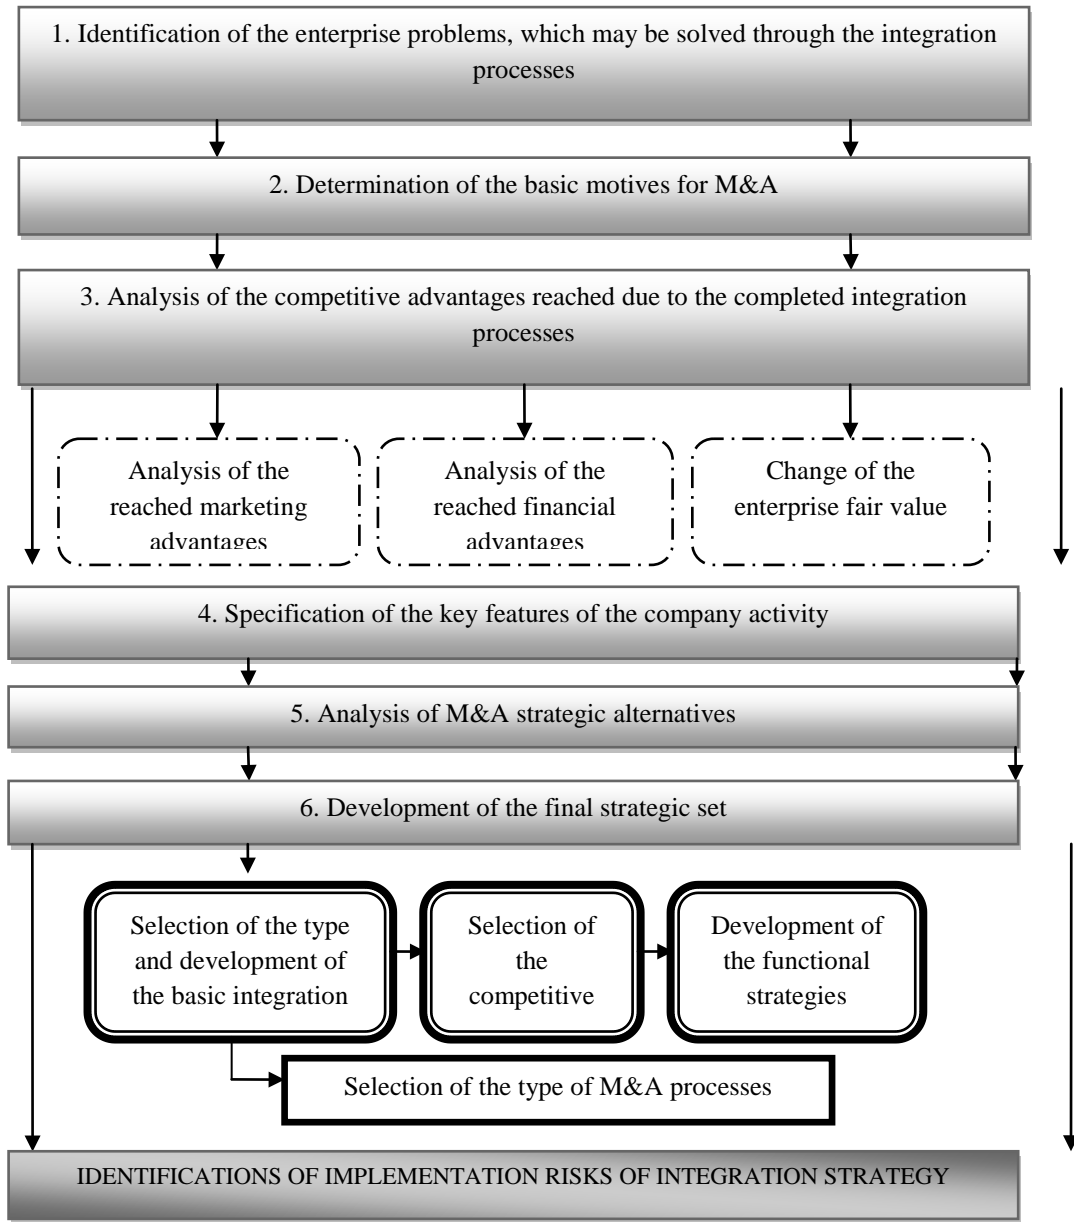 1. Identification of the enterprise problems, which may be solved through the integration
processes
2. Determination of the basic motives for M&A
3. Analysis of the competitive advantages reached due to the completed integration
processes
Analysis of the
reached marketing
advantages
Analysis of the
reached financial
advantages
Change of the
enterprise fair value
4. Specification of the key features of the company activity
5. Analysis of M&A strategic alternatives
6. Development of the final strategic set
Selection of the type
and development of
the basic integration
Selection of
the
competitive
Development of
the functional
strategies
Selection of the type of M&A processes
IDENTIFICATIONS OF IMPLEMENTATION RISKS OF INTEGRATION STRATEGY